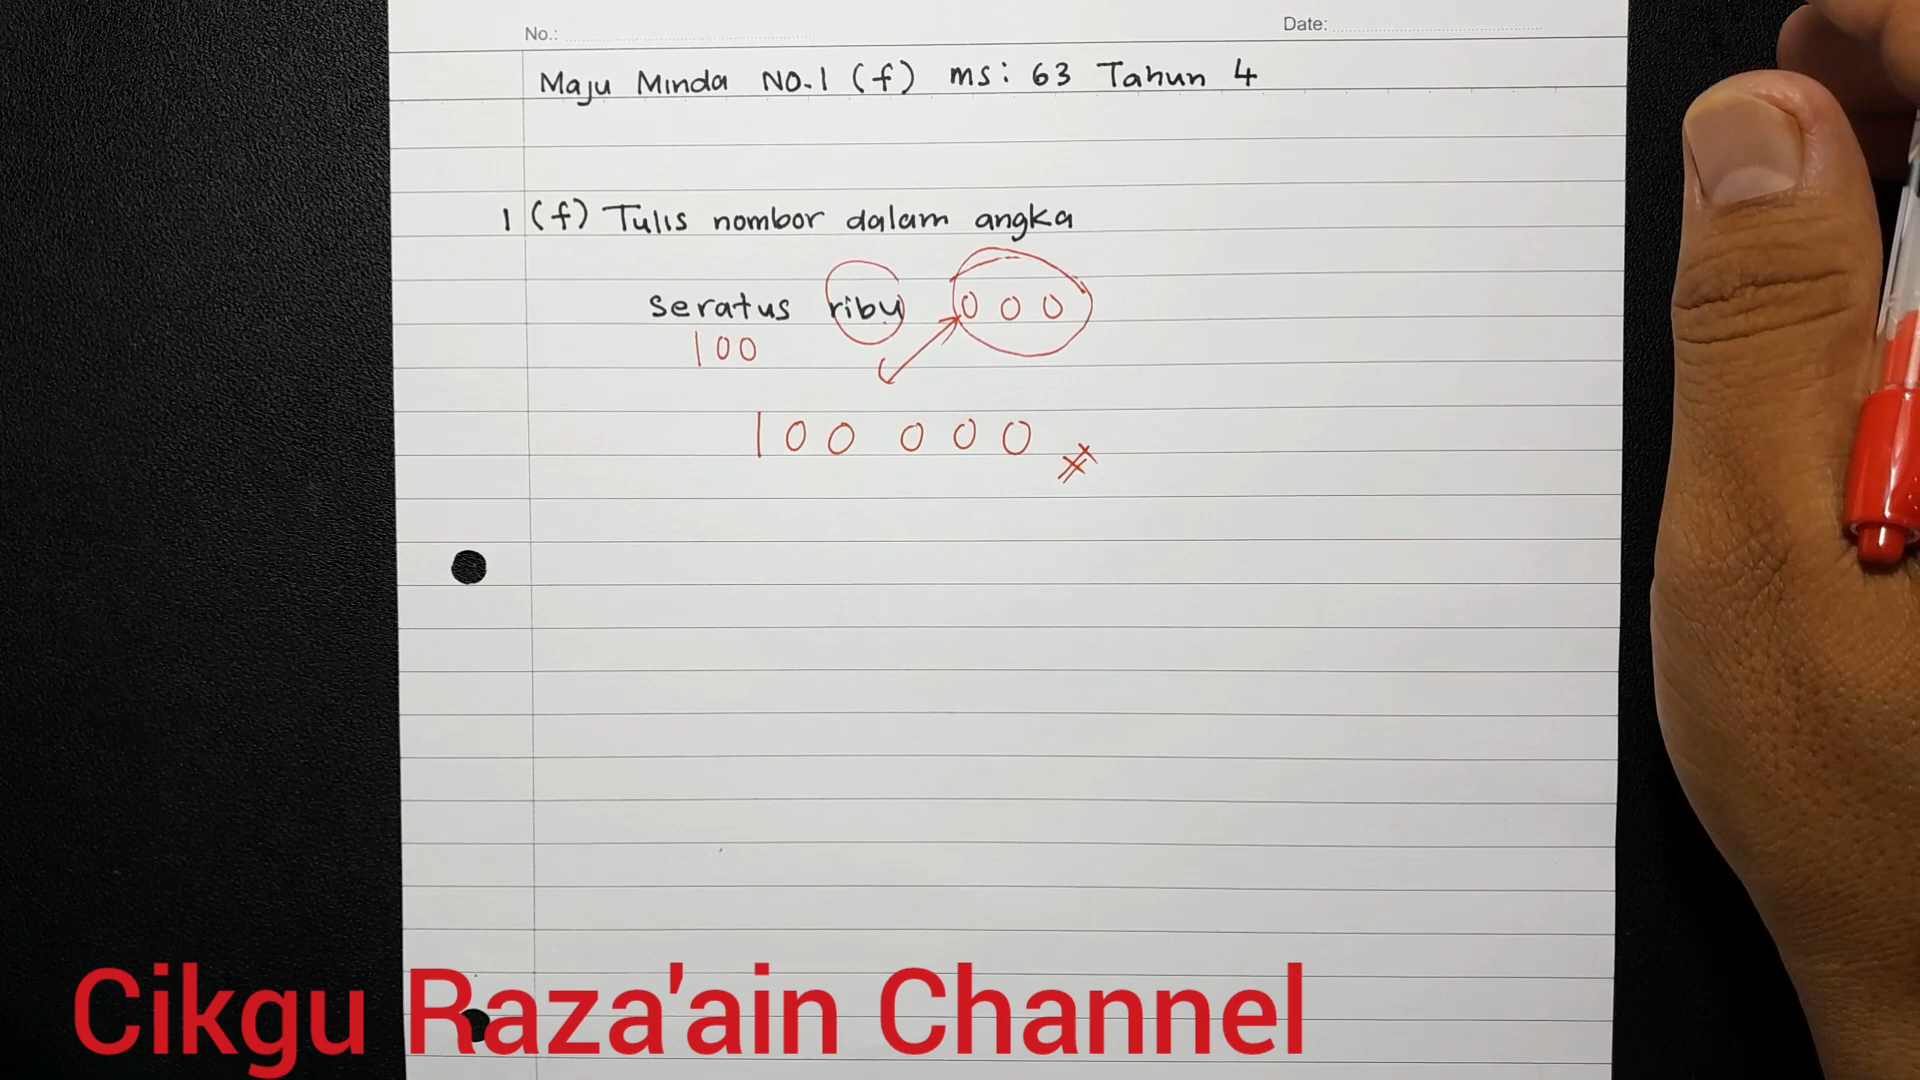 No.:
Date:
Maju Minda NO.1 (f) ms: 63 Tahun 4
1 (f) Tulis nombor dalam angka
seratus ribu 000
100
100 000 #
Cikgu Raza'ain Channel